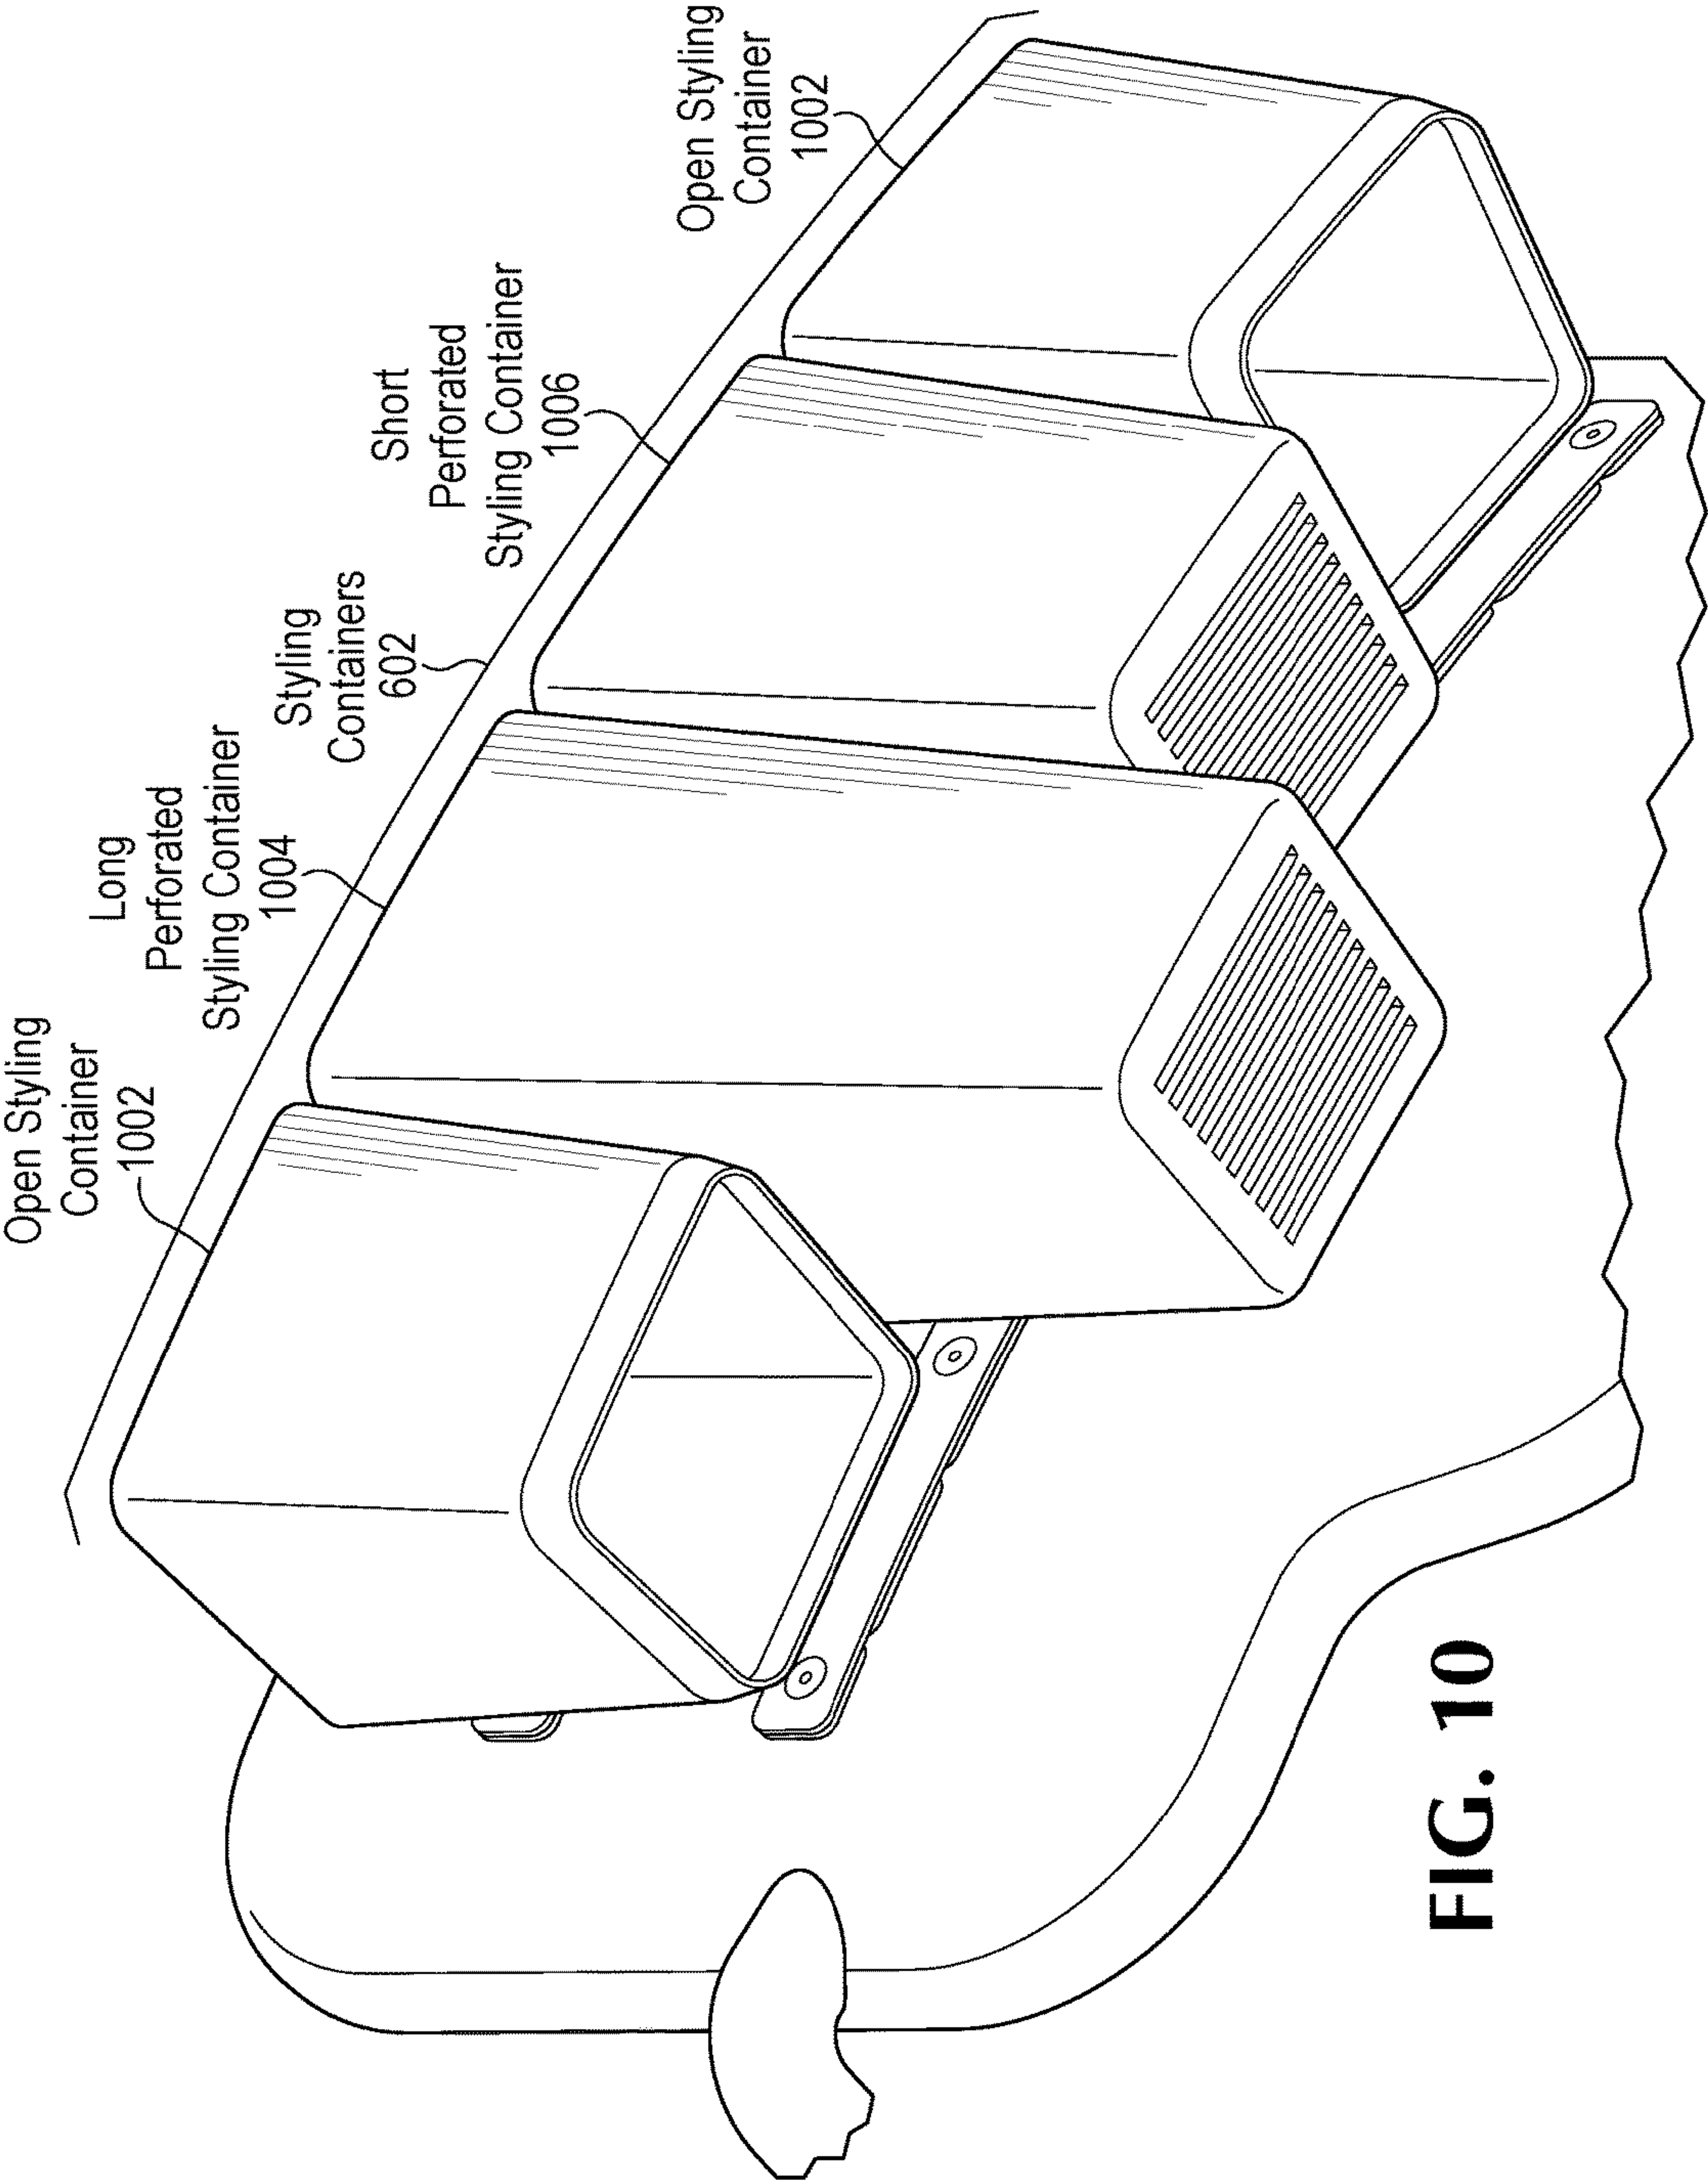 Open Styling
Container
1002
Long
Perforated
Styling Container
1004
Styling
Containers
602
Short
Perforated
Styling Container
1006
Open Styling
Container
1002
FIG. 10